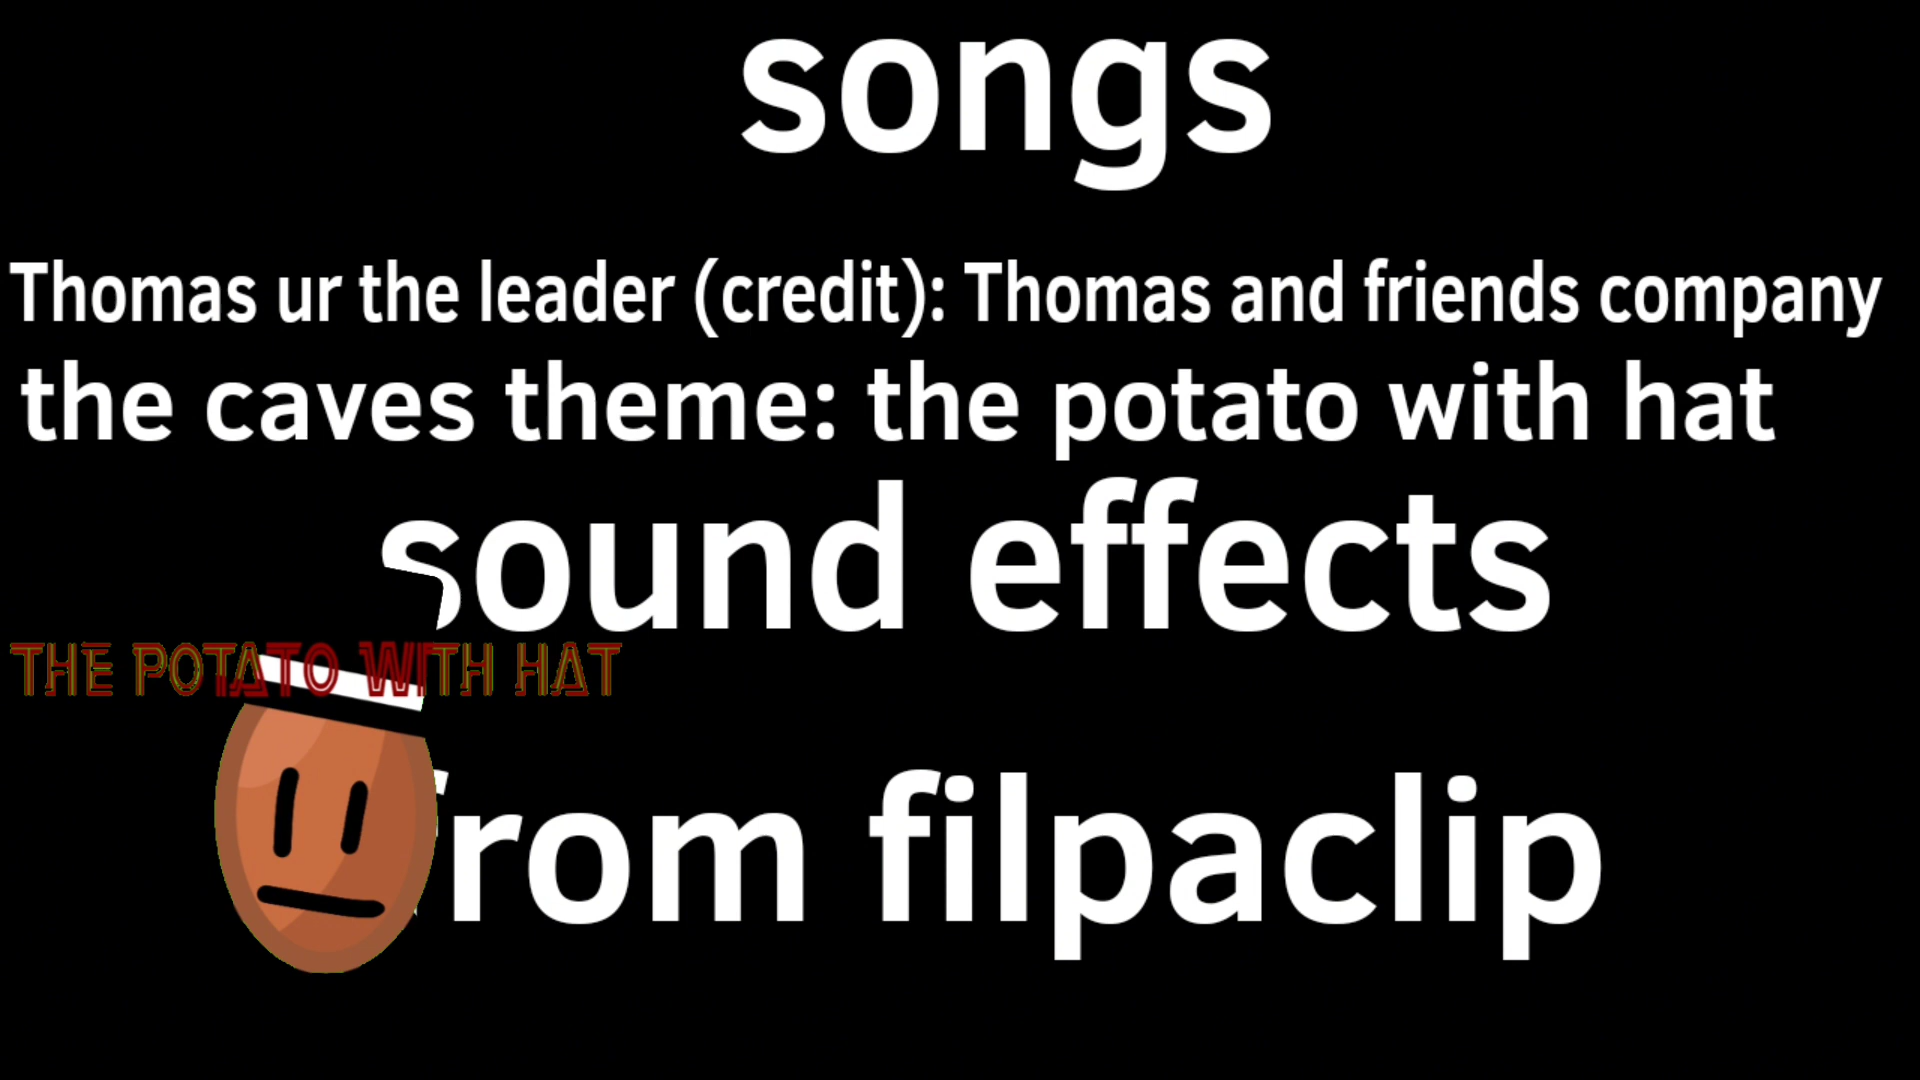 songs
Thomas ur the leader (credit): Thomas and friends company
the caves theme: the potato with hat
sound effects
THE POTATO WITH HAT
from filpaclip